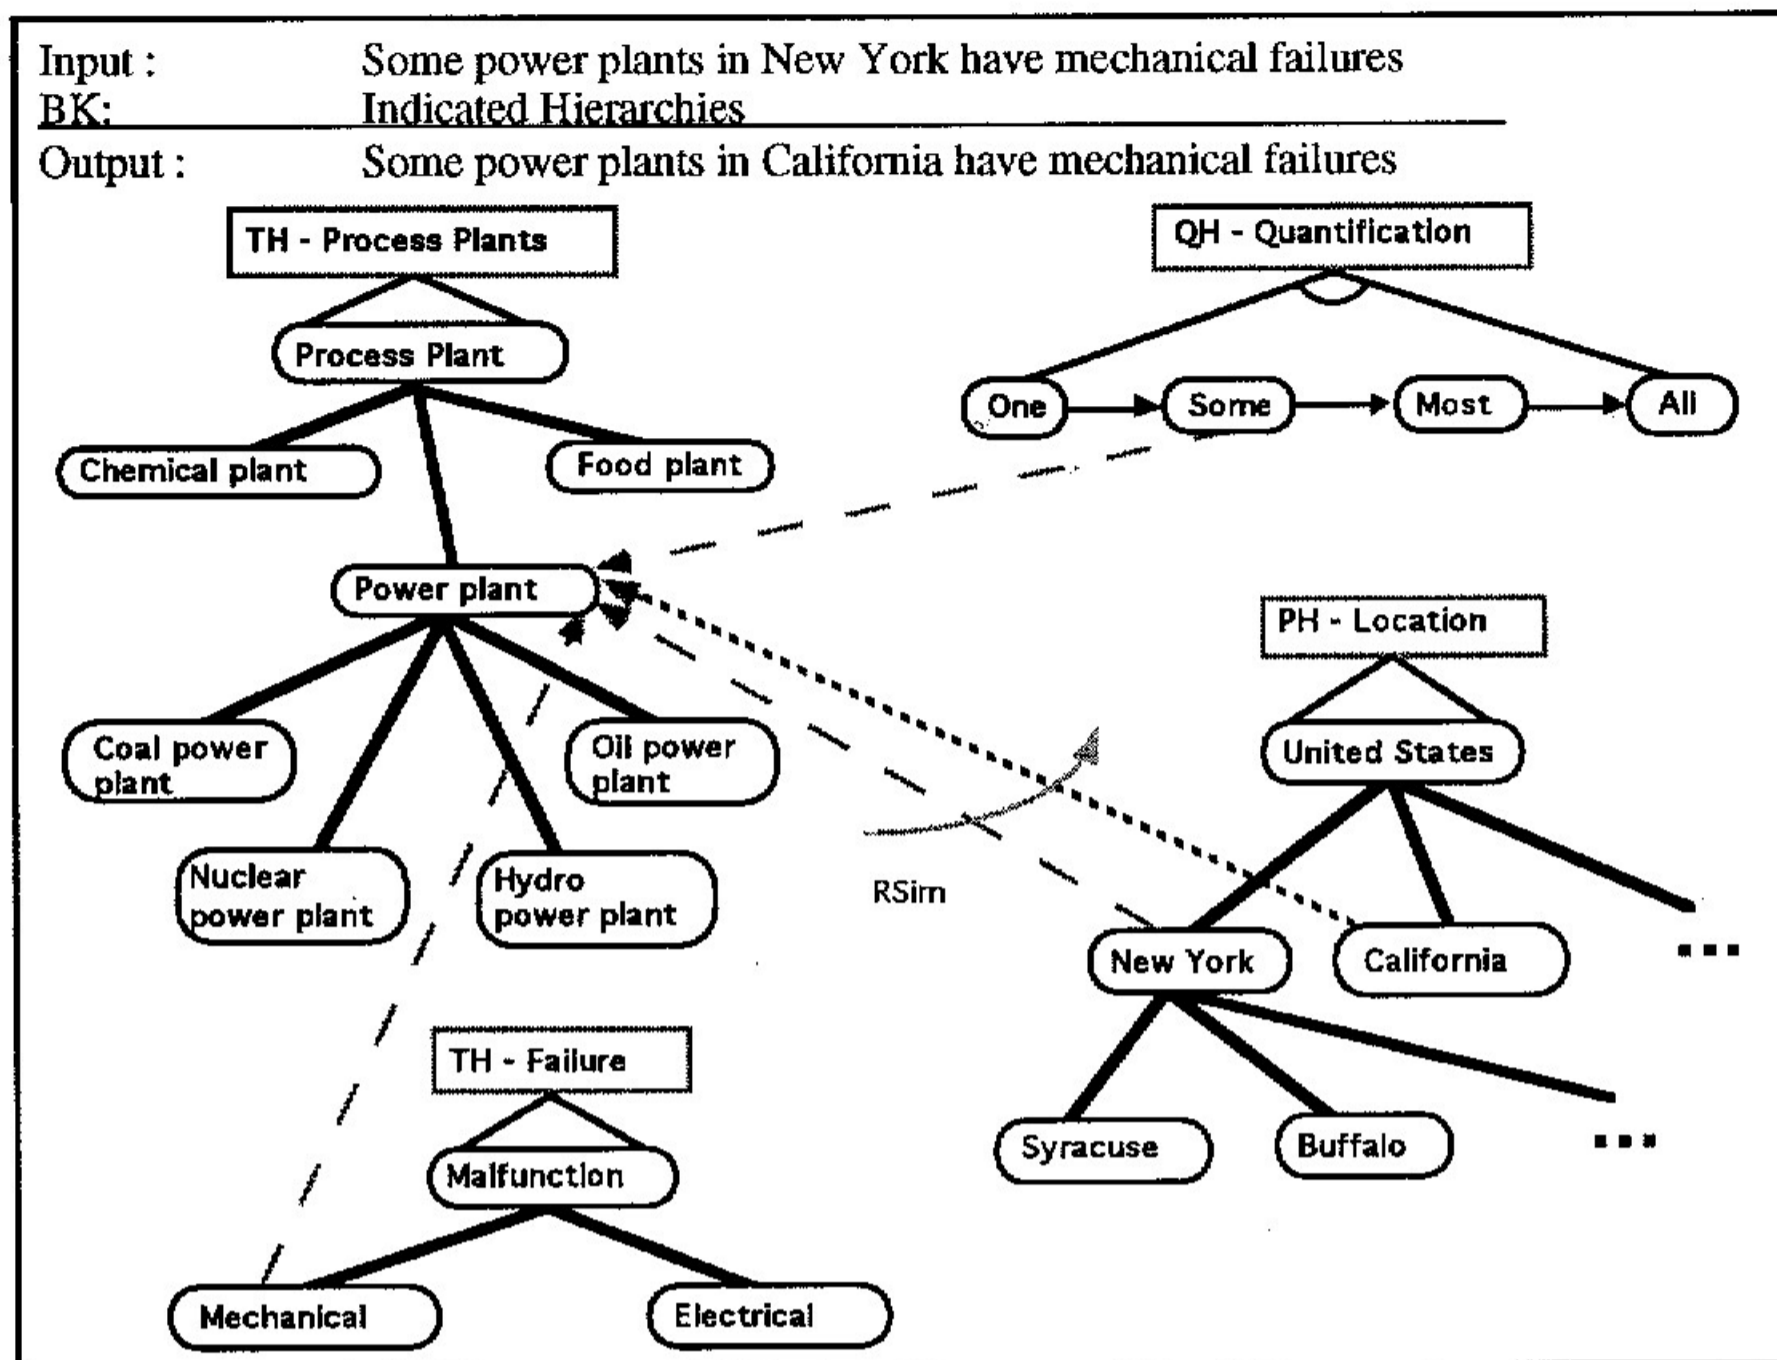 Input : Some power plants in New York have mechanical failures
BK: Indicated Hierarchies
Output : Some power plants in California have mechanical failures
TH - Process Plants
QH - Quantification
Process Plant
One
Some
Most
All
Chemical plant
Food plant
Power plant
PH - Location
Coal power
plant
Oil power
plant
United States
Nuclear
power plant
Hydro
power plant
RSim
New York
California
...
TH - Failure
Malfunction
Syracuse
Buffalo
...
Mechanical
Electrical